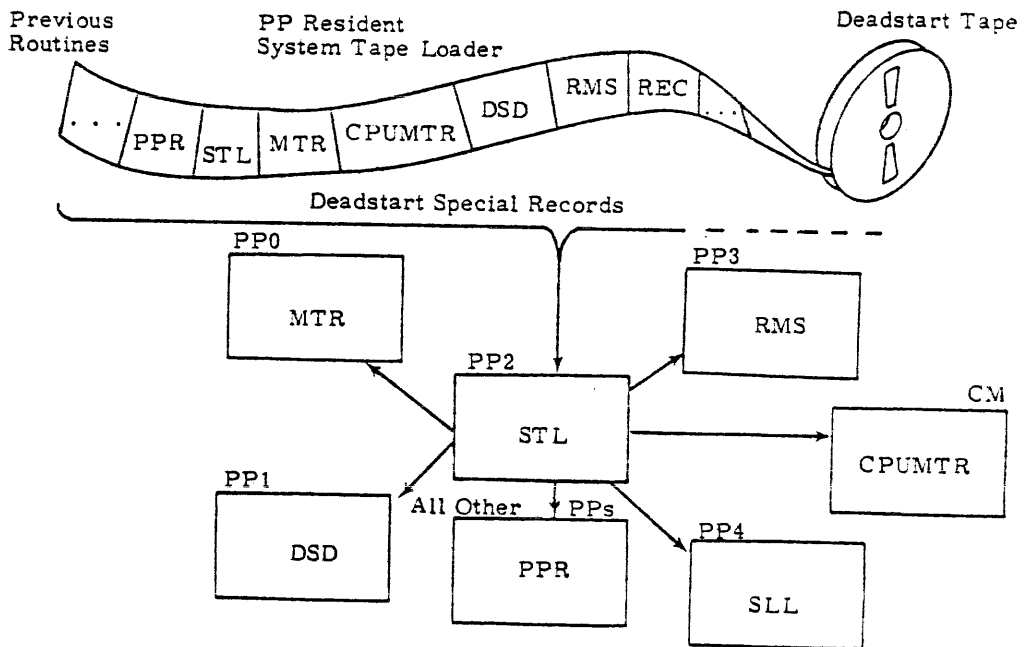 Previous
Routines
PP Resident
System Tape Loader
Deadstart Tape
. . .
PPR
STL
MTR
CPUMTR
DSD
RMS
REC
. . .
Deadstart Special Records
PP0
MTR
PP3
RMS
PP2
STL
CM
CPUMTR
PP1
DSD
All Other PPs
PPR
PP4
SLL